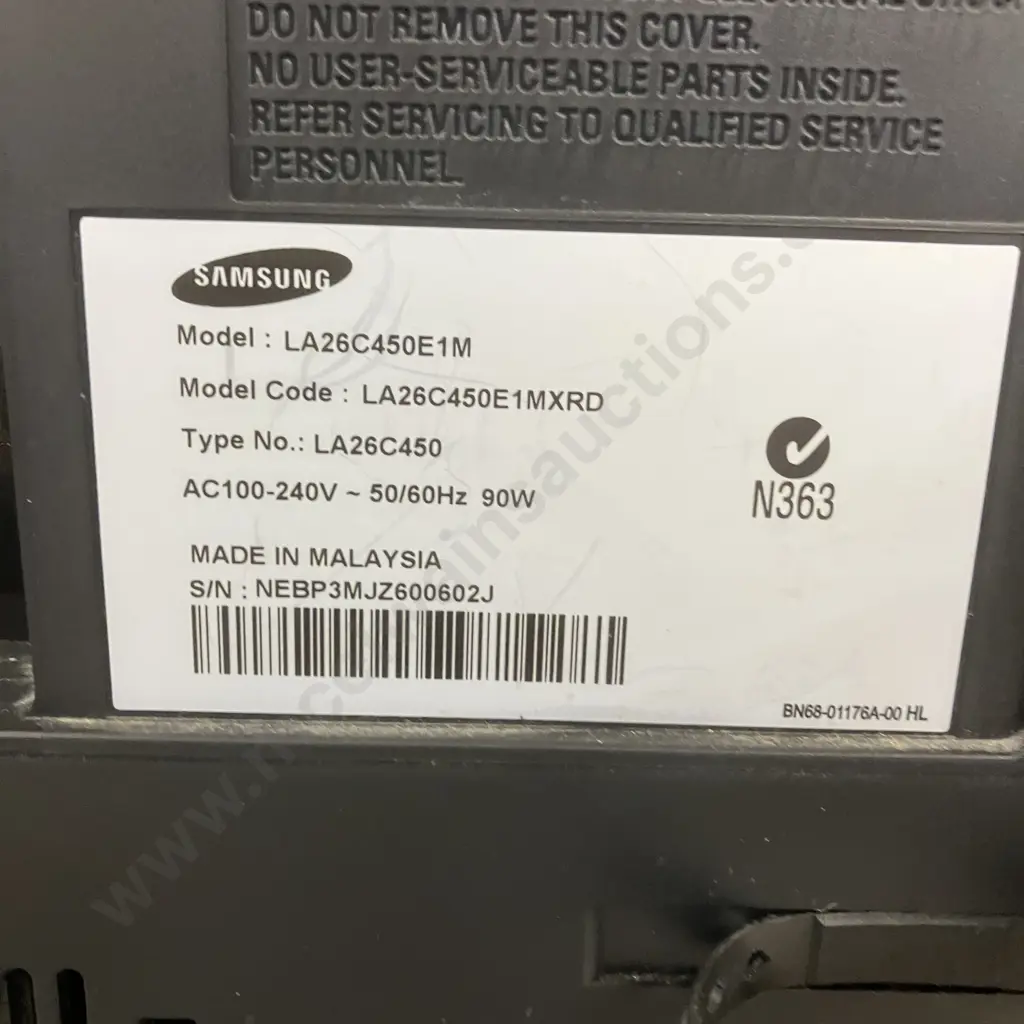 DO NOT REMOVE THIS COVER.
NO USER-SERVICEABLE PARTS INSIDE.
REFER SERVICING TO QUALIFIED SERVICE
PERSONNEL.
SAMSUNG
Model : LA26C450E1M
Model Code : LA26C450E1MXRD
Type No.: LA26C450
AC100-240V ~ 50/60Hz 90W
N363
MADE IN MALAYSIA
S/N : NEBP3MJZ600602J
BN68-01176A-00 HL